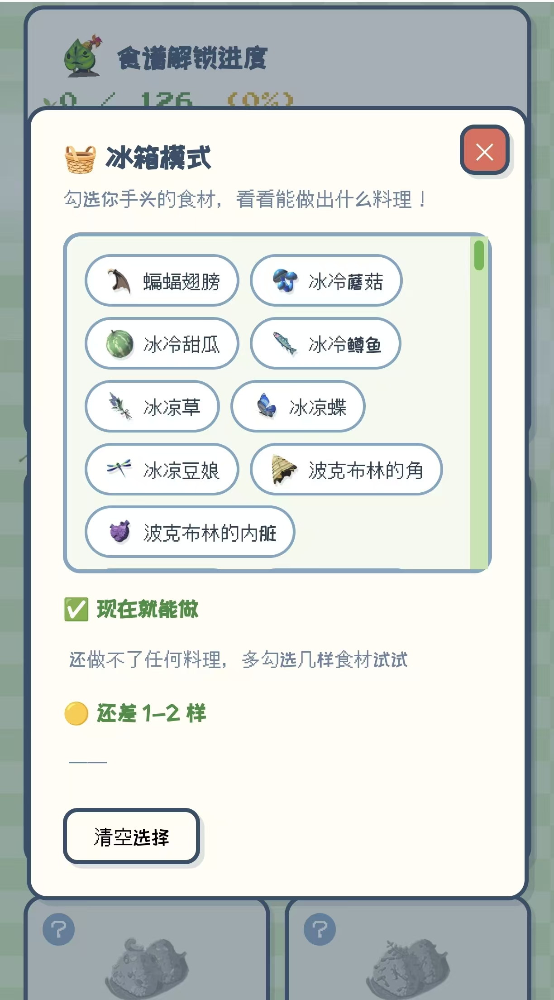 食谱解锁进度
0 / 126 (0%)
冰箱模式
勾选你手头的食材，看看能做出什么料理！
蝙蝠翅膀
冰冷蘑菇
冰冷甜瓜
冰冷鳟鱼
冰凉草
冰凉蝶
冰凉豆娘
波克布林的角
波克布林的内脏
现在就能做
还做不了任何料理，多勾选几样食材试试
还差 1–2 样
——
清空选择
?
?